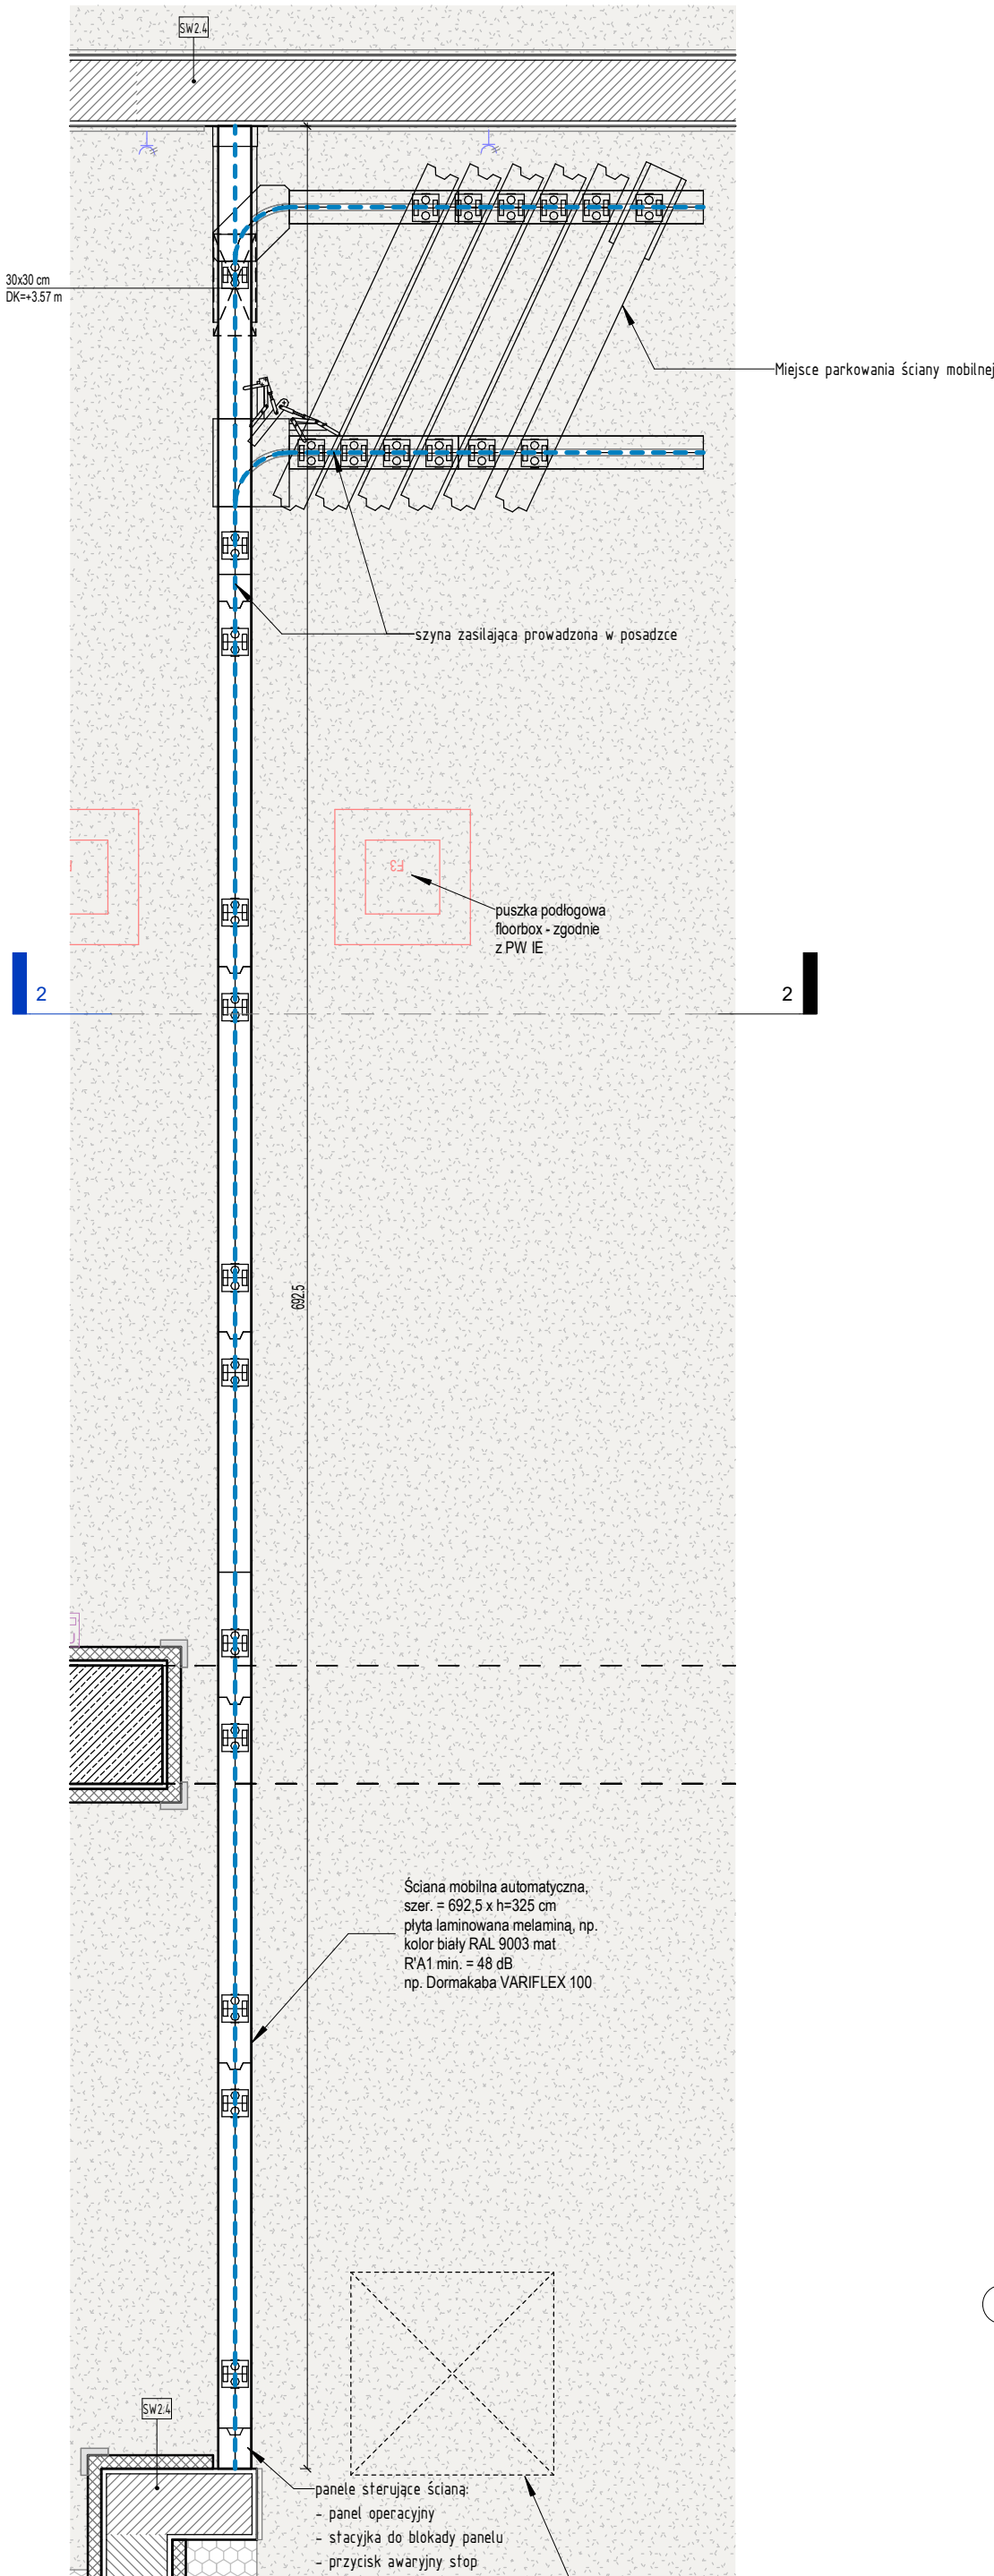 SW2.4
30x30 cm
DK=+3.57 m
Miejsce parkowania ściany mobilnej
szyna zasilająca prowadzona w posadzce
F3
puszka podłogowa
floorbox - zgodnie
z PW IE
2
2
692.5
Ściana mobilna automatyczna,
szer. = 692,5 x h=325 cm
płyta laminowana melaminą, np.
kolor biały RAL 9003 mat
R'A1 min. = 48 dB
np. Dormakaba VARIFLEX 100
SW2.4
panele sterujące ścianą:
- panel operacyjny
- stacyjka do blokady panelu
- przycisk awaryjny stop